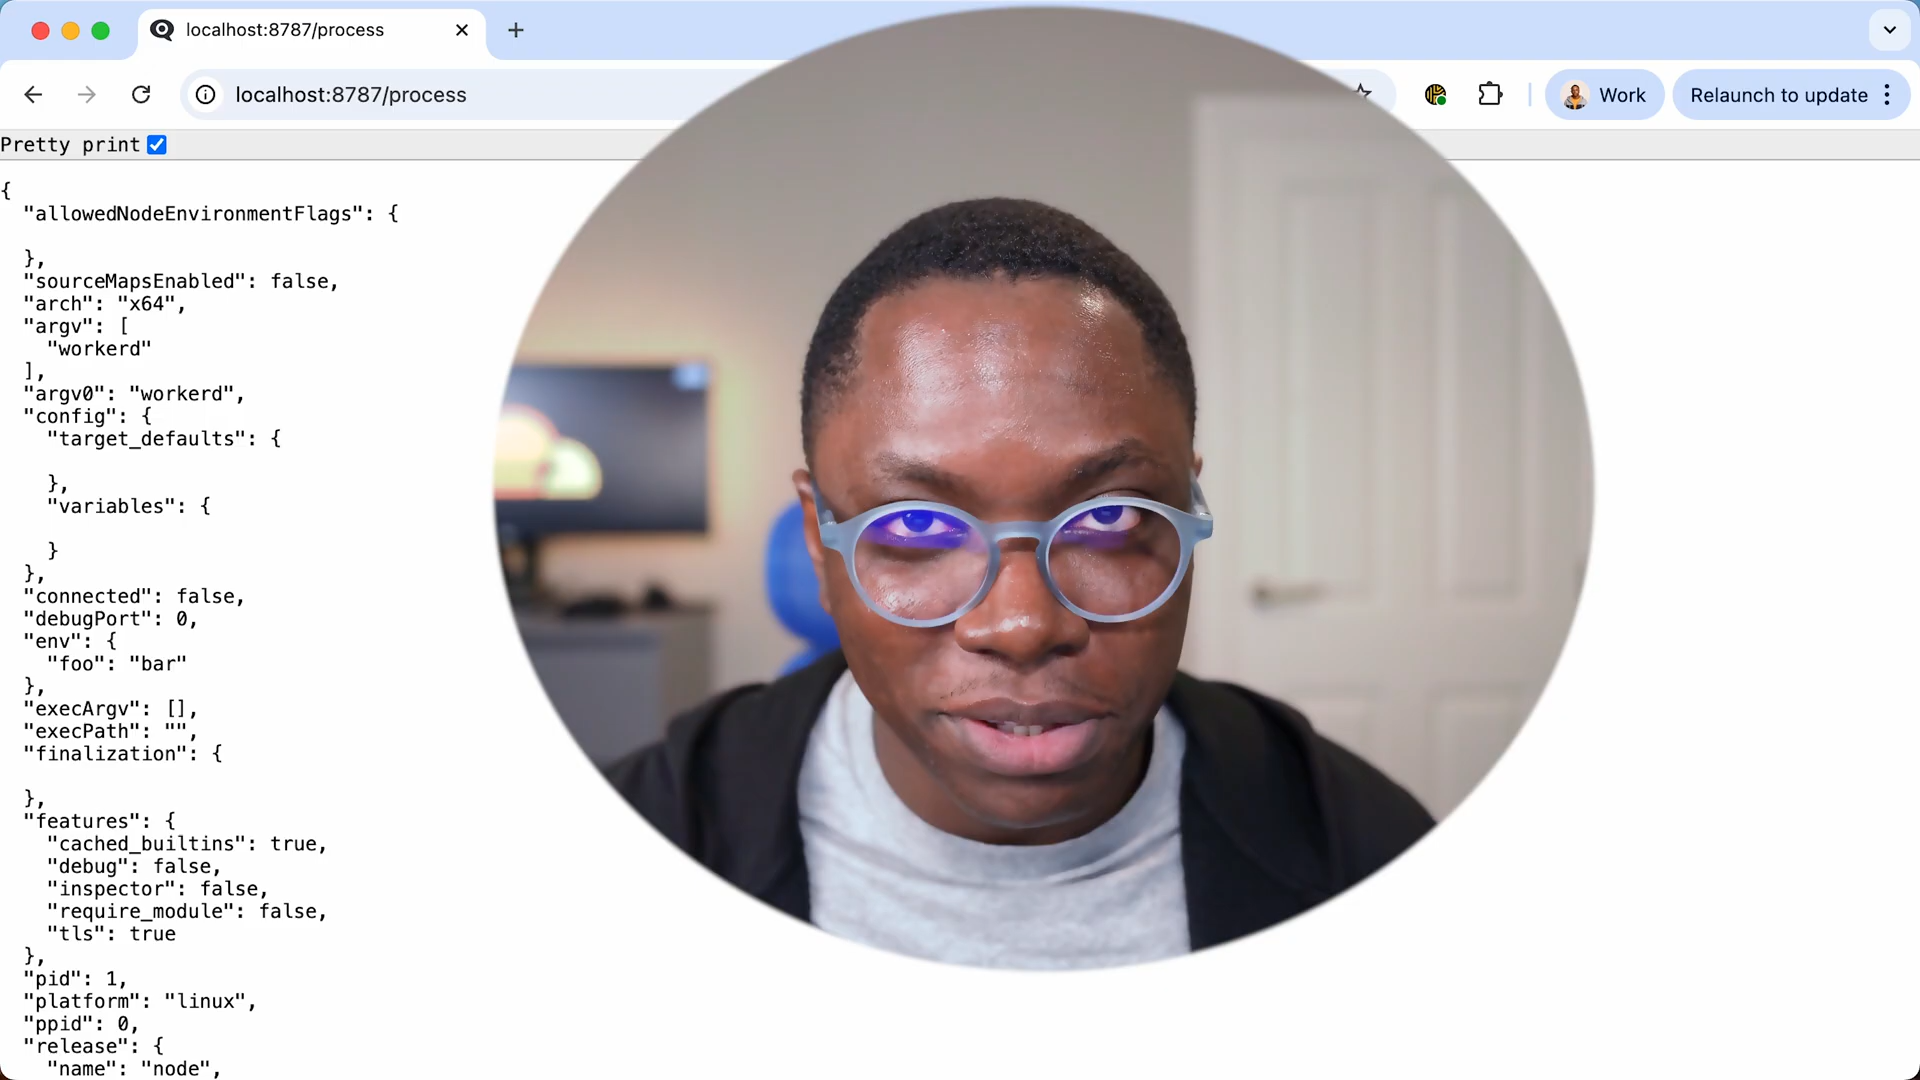 localhost:8787/process
localhost:8787/process
Work
Relaunch to update
Pretty print
{
"allowedNodeEnvironmentFlags": {
},
"sourceMapsEnabled": false,
"arch": "x64",
"argv": [
"workerd"
],
"argv0": "workerd",
"config": {
"target_defaults": {
},
"variables": {
}
},
"connected": false,
"debugPort": 0,
"env": {
"foo": "bar"
},
"execArgv": [],
"execPath": "",
"finalization": {
},
"features": {
"cached_builtins": true,
"debug": false,
"inspector": false,
"require_module": false,
"tls": true
},
"pid": 1,
"platform": "linux",
"ppid": 0,
"release": {
"name": "node",